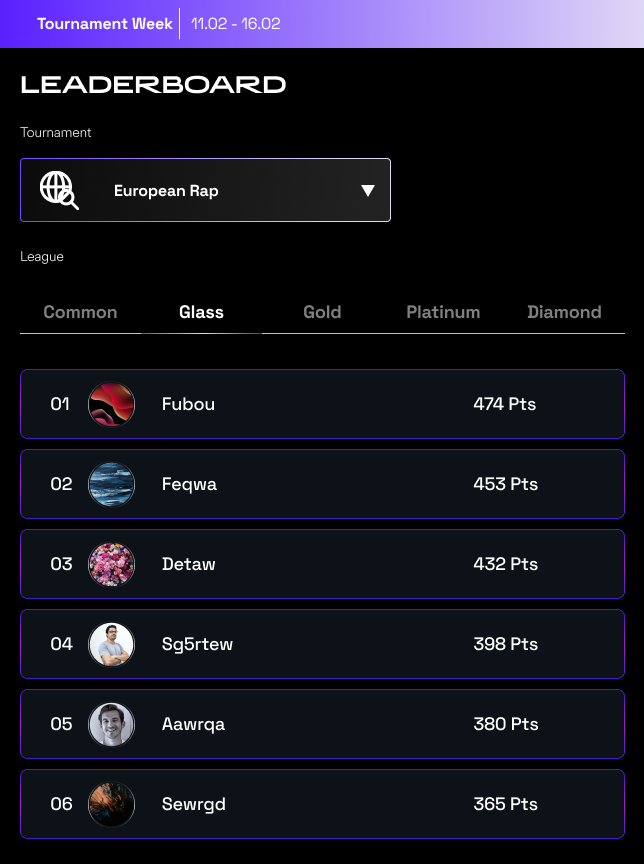 Tournament Week | 11.02 - 16.02
LEADERBOARD
Tournament
European Rap
League
Common Glass Gold Platinum Diamond
01 Fubou 474 Pts
02 Feqwa 453 Pts
03 Detaw 432 Pts
04 Sg5rtew 398 Pts
05 Aawrqa 380 Pts
06 Sewrgd 365 Pts